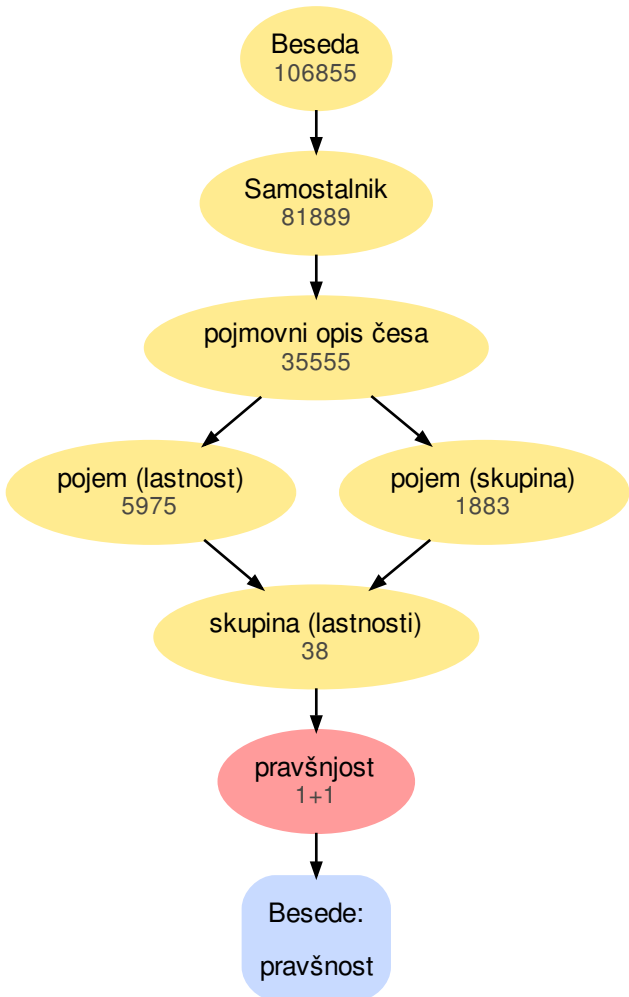 Beseda
106855
Samostalnik
81889
pojmovni opis česa
35555
pojem (lastnost)
5975
pojem (skupina)
1883
skupina (lastnosti)
38
pravšnjost
1+1
Besede:
pravšnost